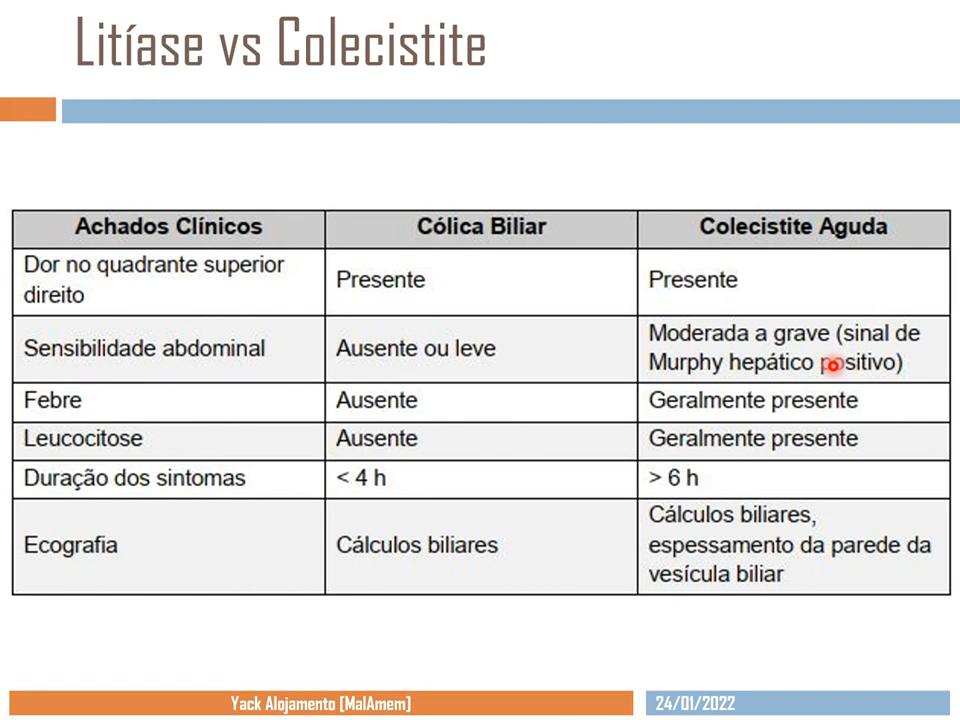 Litíase vs Colecistite
Achados Clínicos
Cólica Biliar
Colecistite Aguda
Dor no quadrante superior
direito
Presente
Presente
Sensibilidade abdominal
Ausente ou leve
Moderada a grave (sinal de
Murphy hepático positivo)
Febre
Ausente
Geralmente presente
Leucocitose
Ausente
Geralmente presente
Duração dos sintomas
< 4 h
> 6 h
Ecografia
Cálculos biliares
Cálculos biliares,
espessamento da parede da
vesícula biliar
Yack Alojamento [MalAmem]
24/01/2022